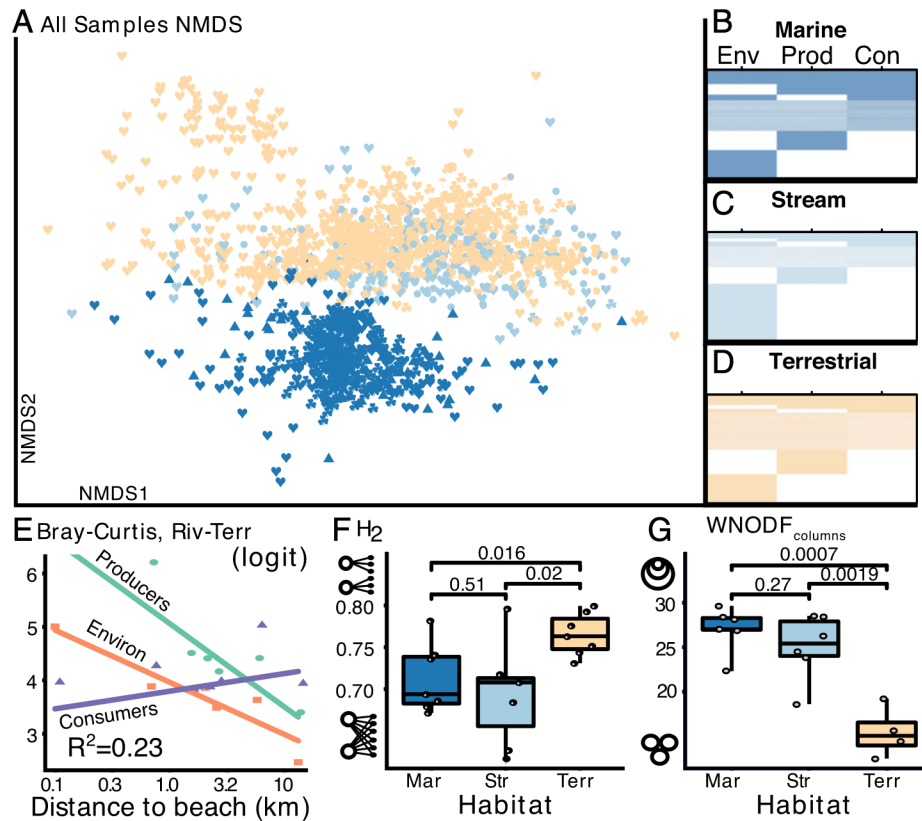 A All Samples NMDS
NMDS2
NMDS1
B
Marine
Env Prod Con
C
Stream
D
Terrestrial
E Bray-Curtis, Riv-Terr
(logit)
Producers
Environ
Consumers
R²=0.23
6
5
4
3
0.1 0.3 1.0 3.2 10
Distance to beach (km)
F H₂
0.016
0.51 0.02
0.80
0.75
0.70
Mar Str Terr
Habitat
G WNODF columns
0.0007
0.27 0.0019
30
25
20
Mar Str Terr
Habitat